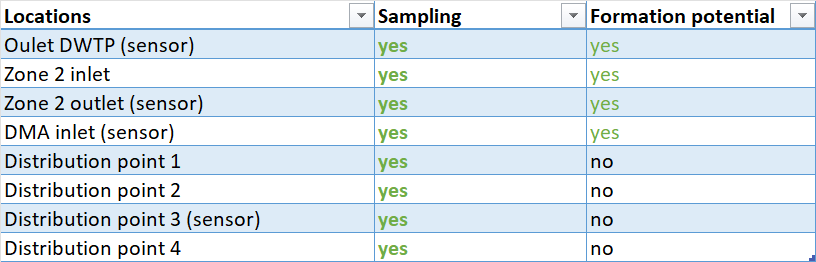 Locations Sampling Formation potential
Oulet DWTP (sensor) yes yes
Zone 2 inlet yes yes
Zone 2 outlet (sensor) yes yes
DMA inlet (sensor) yes yes
Distribution point 1 yes no
Distribution point 2 yes no
Distribution point 3 (sensor) yes no
Distribution point 4 yes no